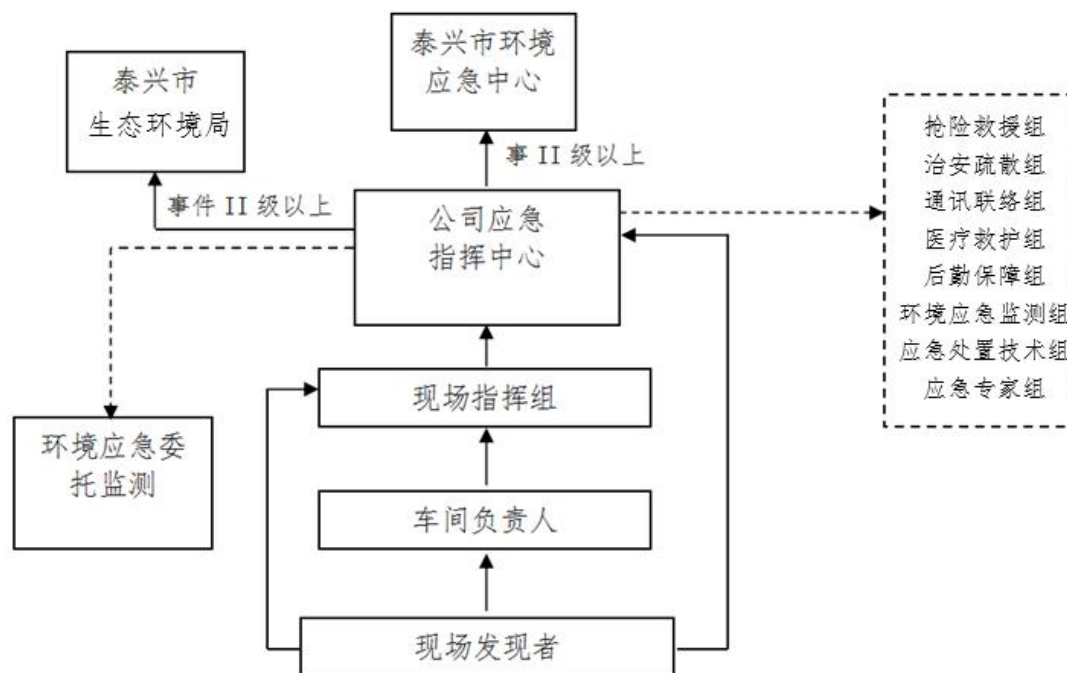 泰兴市
生态环境局
泰兴市环境
应急中心
事件 II 级以上
事 II 级以上
公司应急
指挥中心
抢险救援组
治安疏散组
通讯联络组
医疗救护组
后勤保障组
环境应急监测组
应急处置技术组
应急专家组
现场指挥组
环境应急委
托监测
车间负责人
现场发现者